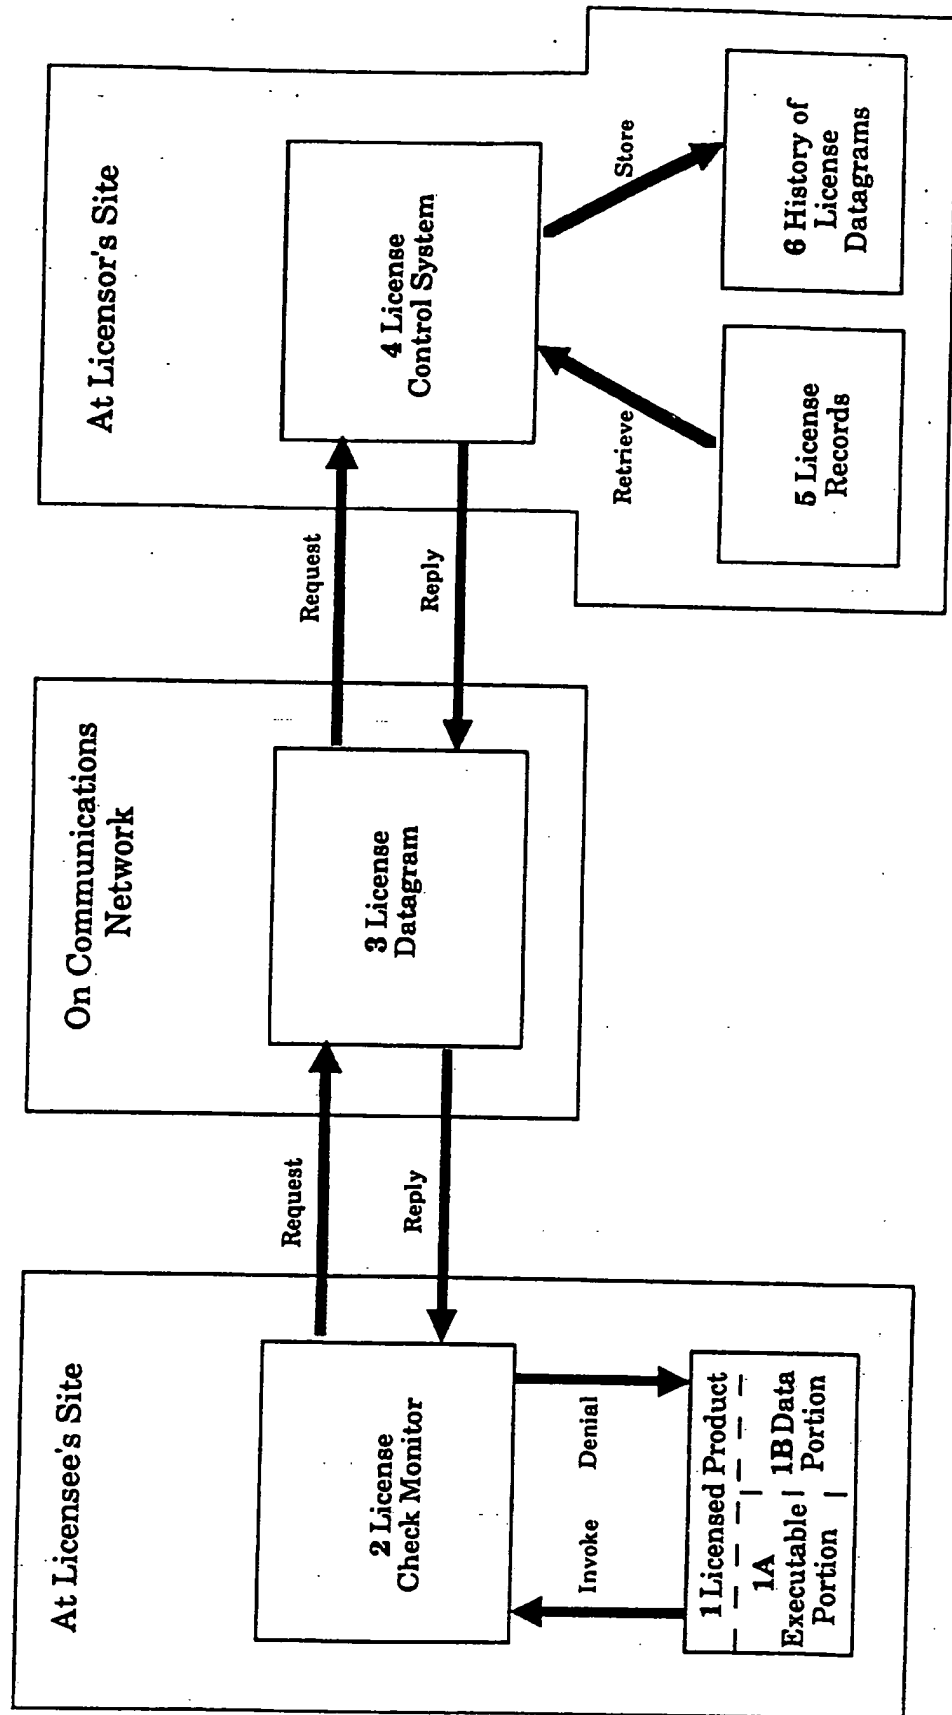 At Licensee's Site
2 License
Check Monitor
Invoke
Denial
1 Licensed Product
1A
Executable
Portion
1B Data
Portion
Request
Reply
On Communications
Network
3 License
Datagram
Request
Reply
At Licensor's Site
4 License
Control System
Retrieve
Store
5 License
Records
6 History of
License
Datagrams